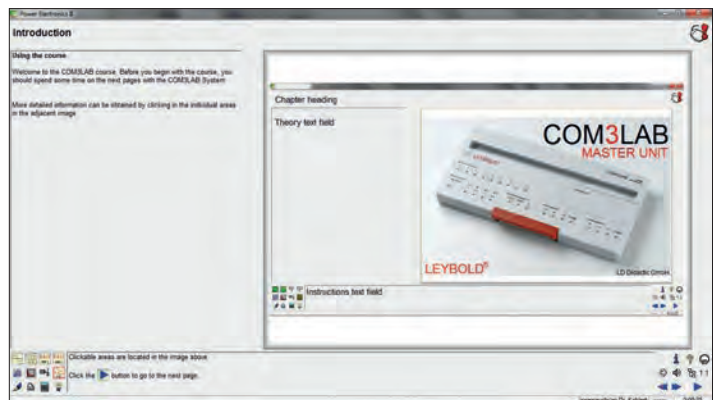 Power Electronics II
Introduction
Using the course
Welcome to the COM3LAB course. Before you begin with the course, you
should spend some time on the next pages with the COM3LAB System
More detailed information can be obtained by clicking in the individual areas
in the adjacent image
Chapter heading
Theory text field
COM3LAB
MASTER UNIT
LEYBOLD®
LD Didactic GmbH
Instructions text field
Clickable areas are located in the image above
Click the button to go to the next page.